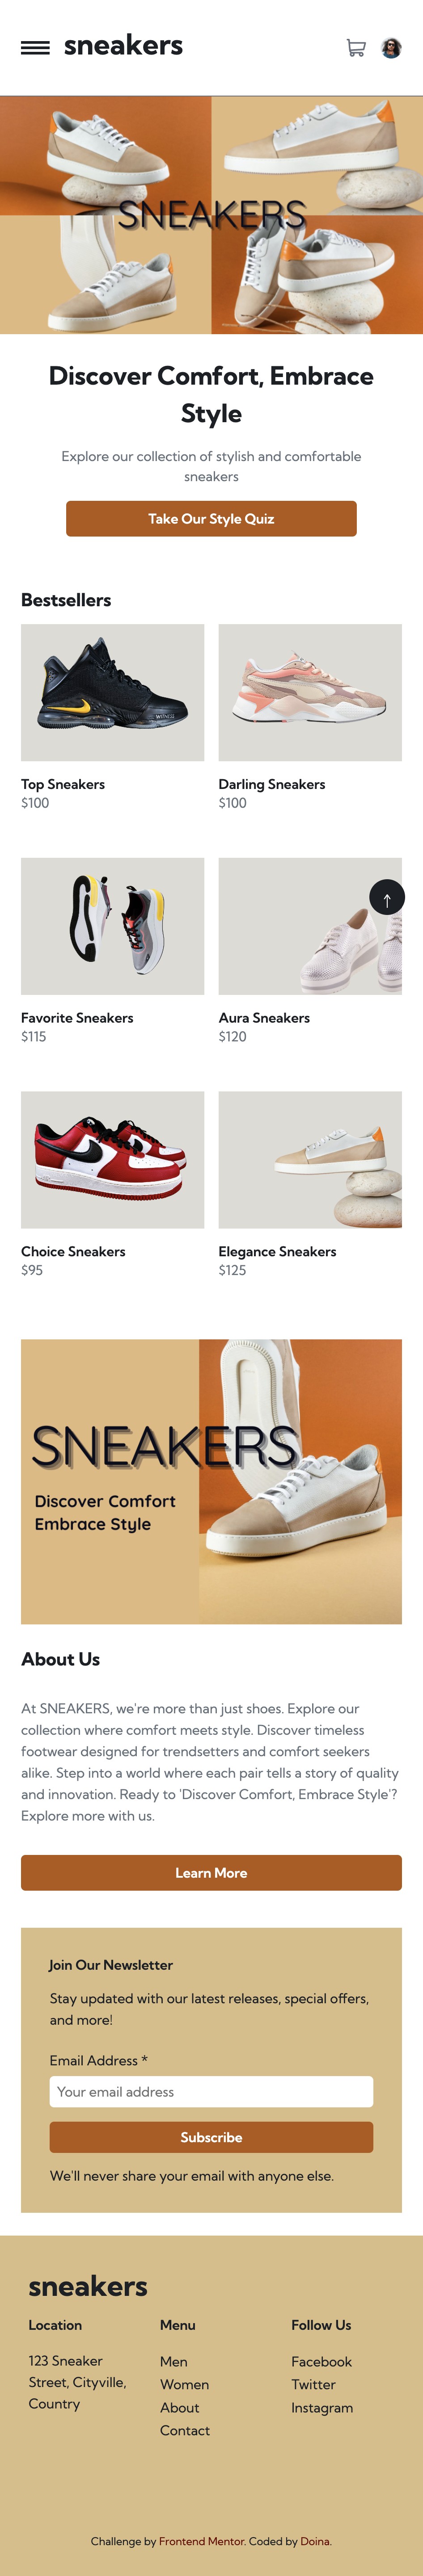 sneakers
SNEAKERS
Discover Comfort, Embrace
Style
Explore our collection of stylish and comfortable
sneakers
Take Our Style Quiz
Bestsellers
WITNESS
Top Sneakers
$100
Darling Sneakers
$100
Favorite Sneakers
$115
Aura Sneakers
$120
Choice Sneakers
$95
Elegance Sneakers
$125
SNEAKERS
Discover Comfort
Embrace Style
About Us
At SNEAKERS, we're more than just shoes. Explore our
collection where comfort meets style. Discover timeless
footwear designed for trendsetters and comfort seekers
alike. Step into a world where each pair tells a story of quality
and innovation. Ready to 'Discover Comfort, Embrace Style'?
Explore more with us.
Learn More
Join Our Newsletter
Stay updated with our latest releases, special offers,
and more!
Email Address *
Your email address
Subscribe
We'll never share your email with anyone else.
sneakers
Location
123 Sneaker
Street, Cityville,
Country
Menu
Men
Women
About
Contact
Follow Us
Facebook
Twitter
Instagram
Challenge by Frontend Mentor. Coded by Doina.